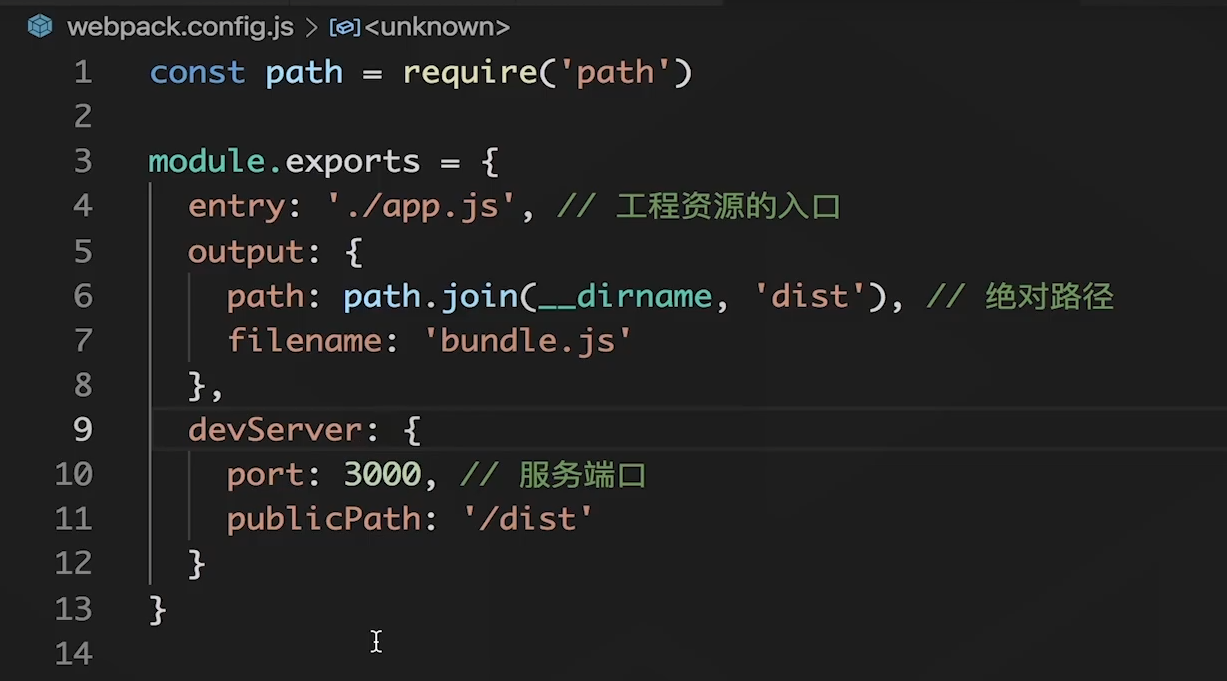 webpack.config.js > <unknown>
1 const path = require('path')
2
3 module.exports = {
4 entry: './app.js', // 工程资源的入口
5 output: {
6 path: path.join(__dirname, 'dist'), // 绝对路径
7 filename: 'bundle.js'
8 },
9 devServer: {
10 port: 3000, // 服务端口
11 publicPath: '/dist'
12 }
13 }
14